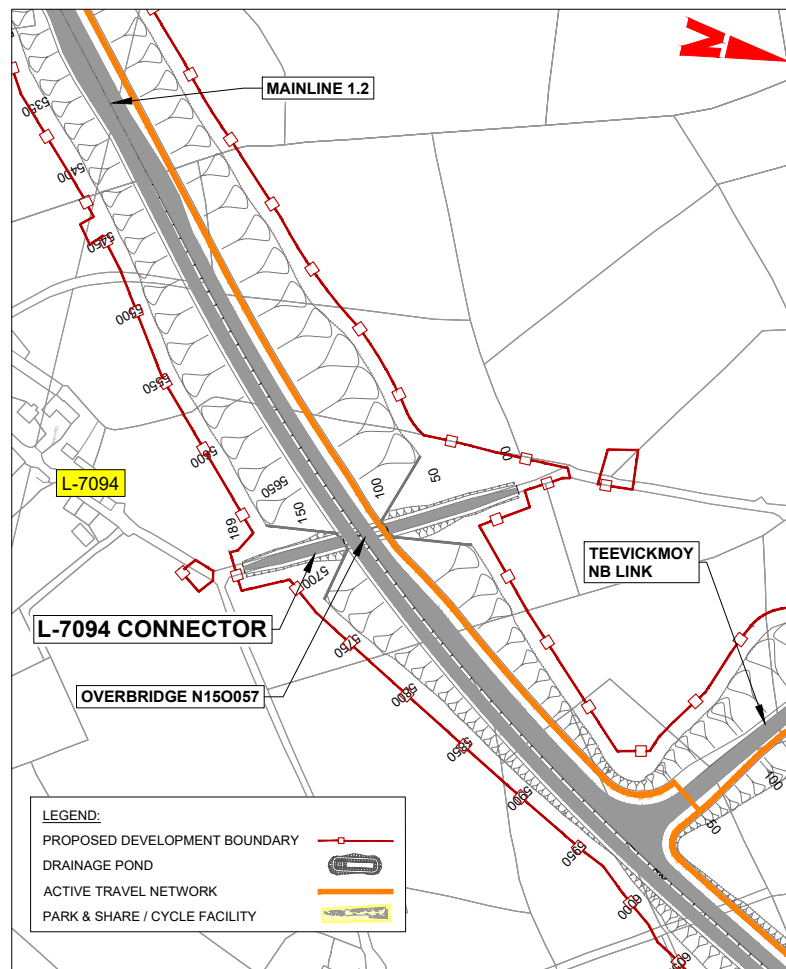 N
MAINLINE 1.2
5350
5400
5450
5500
5550
5600
5650
100
50
00
150
189
L-7094
TEEVICKMOY
NB LINK
5700
L-7094 CONNECTOR
5750
OVERBRIDGE N15O057
5800
5850
100
5900
50
5950
6000
LEGEND:
PROPOSED DEVELOPMENT BOUNDARY
DRAINAGE POND
ACTIVE TRAVEL NETWORK
PARK & SHARE / CYCLE FACILITY